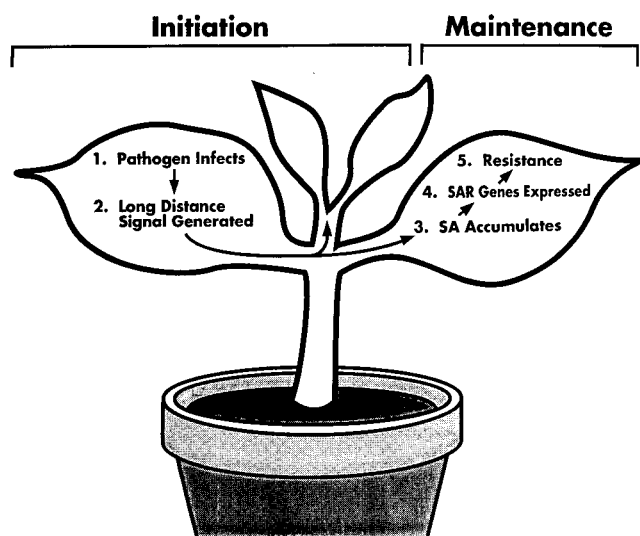 Initiation
Maintenance
1. Pathogen Infects
2. Long Distance
Signal Generated
5. Resistance
4. SAR Genes Expressed
3. SA Accumulates